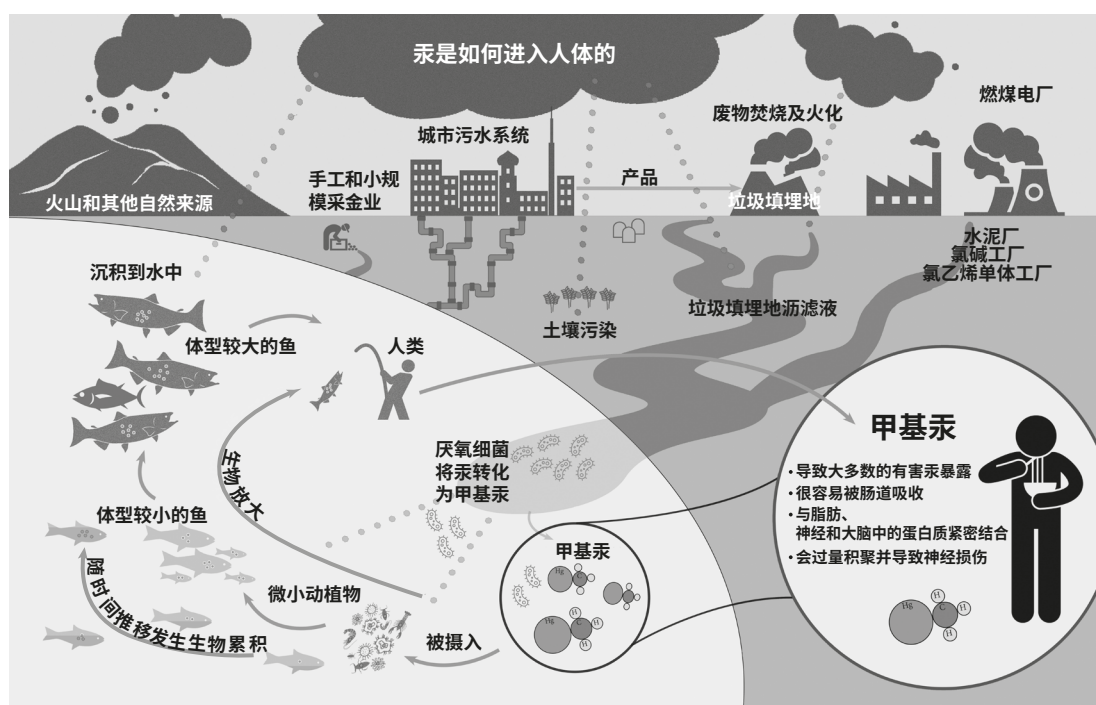 汞是如何进入人体的
燃煤电厂
废物焚烧及火化
城市污水系统
产品
手工和小规
模采金业
火山和其他自然来源
垃圾填埋地
水泥厂
氯碱工厂
氯乙烯单体工厂
沉积到水中
垃圾填埋地沥滤液
土壤污染
体型较大的鱼
人类
甲基汞
·导致大多数的有害汞暴露
·很容易被肠道吸收
·与脂肪、
神经和大脑中的蛋白质紧密结合
·会过量积聚并导致神经损伤
厌氧细菌
将汞转化
为甲基汞
生物放大
体型较小的鱼
甲基汞
Hg
C
Hg
C
H
H
H
Hg
C
H
H
H
随时间推移发生生物累积
微小动植物
被摄入